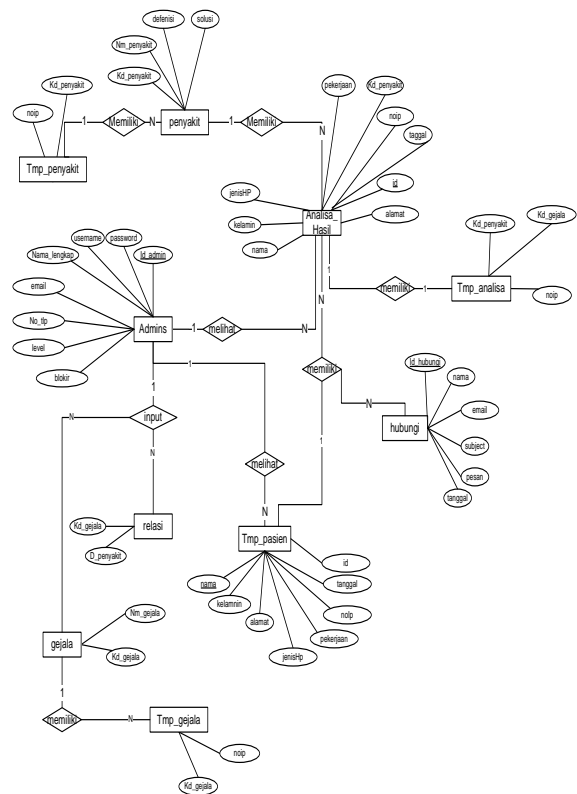 defenisi
solusi
Nm_penyakit
Kd_penyakit
Kd_penyakit
noip
1
Memiliki
N
penyakit
1
Memiliki
N
Tmp_penyakit
pekerjaan
Kd_penyakit
noip
taggal
id
alamat
jenisHP
kelamin
nama
Analisa_
Hasil
Kd_penyakit
Kd_gejala
1
memiliki
1
Tmp_analisa
noip
username
password
Id_admin
Nama_lengkap
email
No_tlp
level
blokir
Admins
1
melihat
N
N
memiliki
N
1
Id_hubungi
nama
email
subject
pesan
tanggal
hubungi
1
1
N
input
N
melihat
N
Kd_gejala
D_penyakit
relasi
Tmp_pasien
id
tanggal
noIp
pekerjaan
jenisHp
alamat
kelamnin
nama
Nm_gejala
Kd_gejala
gejala
1
memiliki
N
Tmp_gejala
noip
Kd_gejala